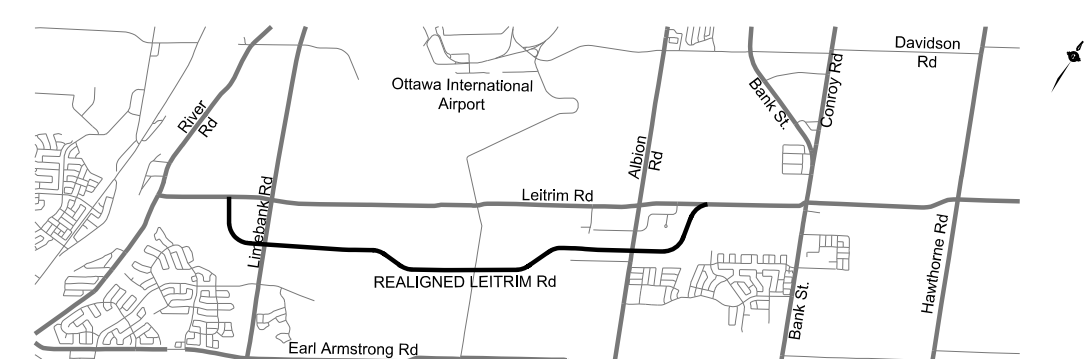 Davidson
Rd
Ottawa International
Airport
Bank St.
Conroy Rd
River
Rd
Albion
Rd
Leitrim Rd
Limebank Rd
Hawthorne Rd
REALIGNED LEITRIM Rd
Bank St.
Earl Armstrong Rd